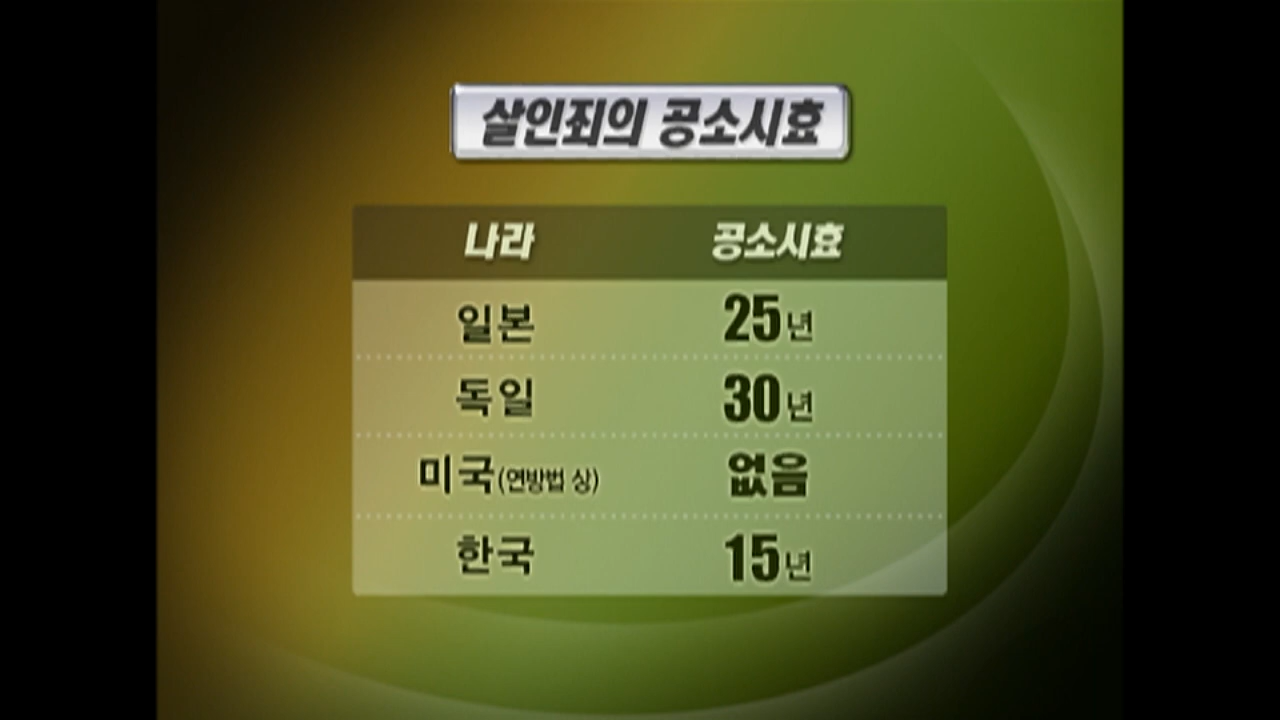 살인죄의 공소시효
나라 공소시효
일본 25년
독일 30년
미국(연방법 상) 없음
한국 15년